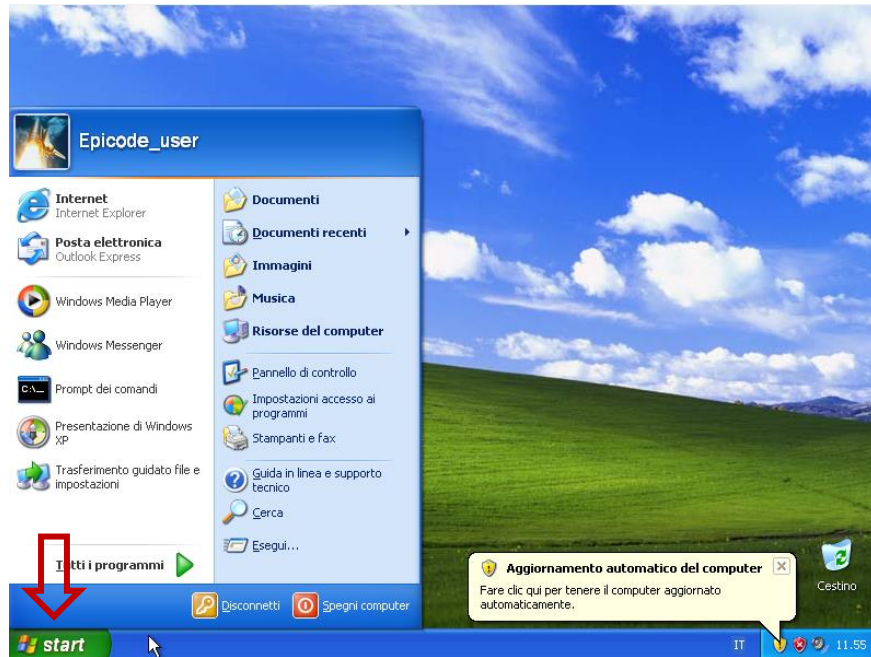 Epicode_user
Internet
Internet Explorer
Posta elettronica
Outlook Express
Windows Media Player
Windows Messenger
C:\_
Prompt dei comandi
Presentazione di Windows
XP
Trasferimento guidato file e
impostazioni
Tutti i programmi
Documenti
Documenti recenti
Immagini
Musica
Risorse del computer
Pannello di controllo
Impostazioni accesso ai
programmi
Stampanti e fax
Guida in linea e supporto
tecnico
Cerca
Esegui...
Disconnetti
Spegni computer
Aggiornamento automatico del computer
Fare clic qui per tenere il computer aggiornato
automaticamente.
Cestino
start
IT
11.55